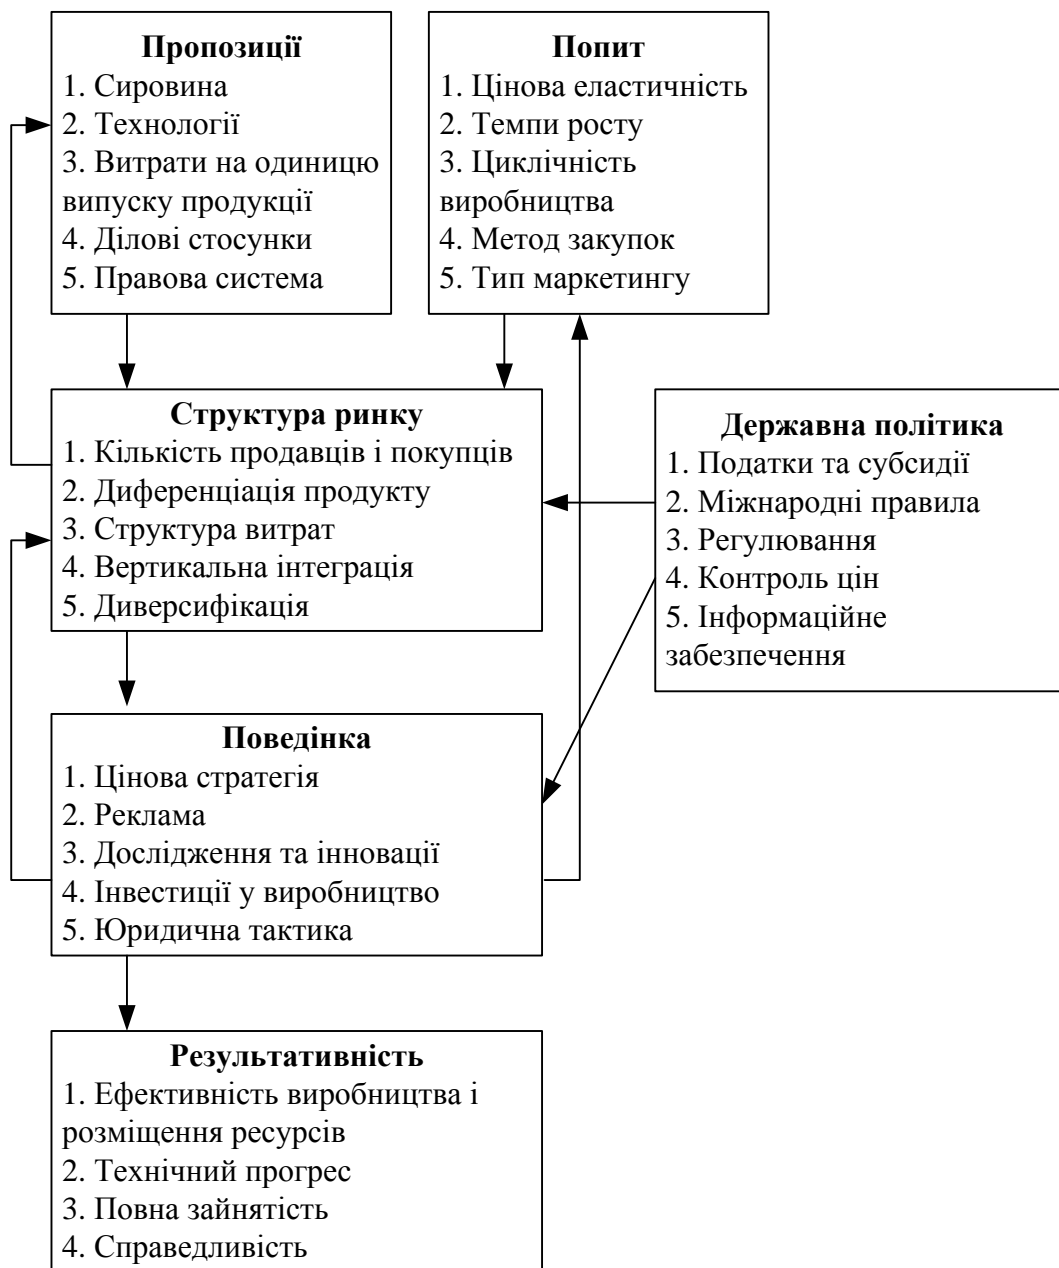 Пропозиції
1. Сировина
2. Технології
3. Витрати на одиницю
випуску продукції
4. Ділові стосунки
5. Правова система
Попит
1. Цінова еластичність
2. Темпи росту
3. Циклічність
виробництва
4. Метод закупок
5. Тип маркетингу
Структура ринку
1. Кількість продавців і покупців
2. Диференціація продукту
3. Структура витрат
4. Вертикальна інтеграція
5. Диверсифікація
Державна політика
1. Податки та субсидії
2. Міжнародні правила
3. Регулювання
4. Контроль цін
5. Інформаційне
забезпечення
Поведінка
1. Цінова стратегія
2. Реклама
3. Дослідження та інновації
4. Інвестиції у виробництво
5. Юридична тактика
Результативність
1. Ефективність виробництва і
розміщення ресурсів
2. Технічний прогрес
3. Повна зайнятість
4. Справедливість